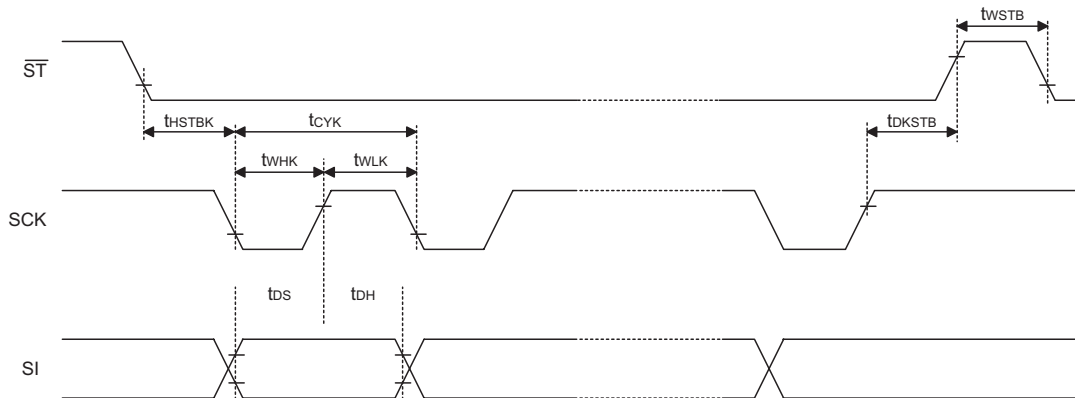 tWSTB
ST
tDKSTB
tHSTBK
tCYK
tWHK
tWLK
SCK
tDS
tDH
SI